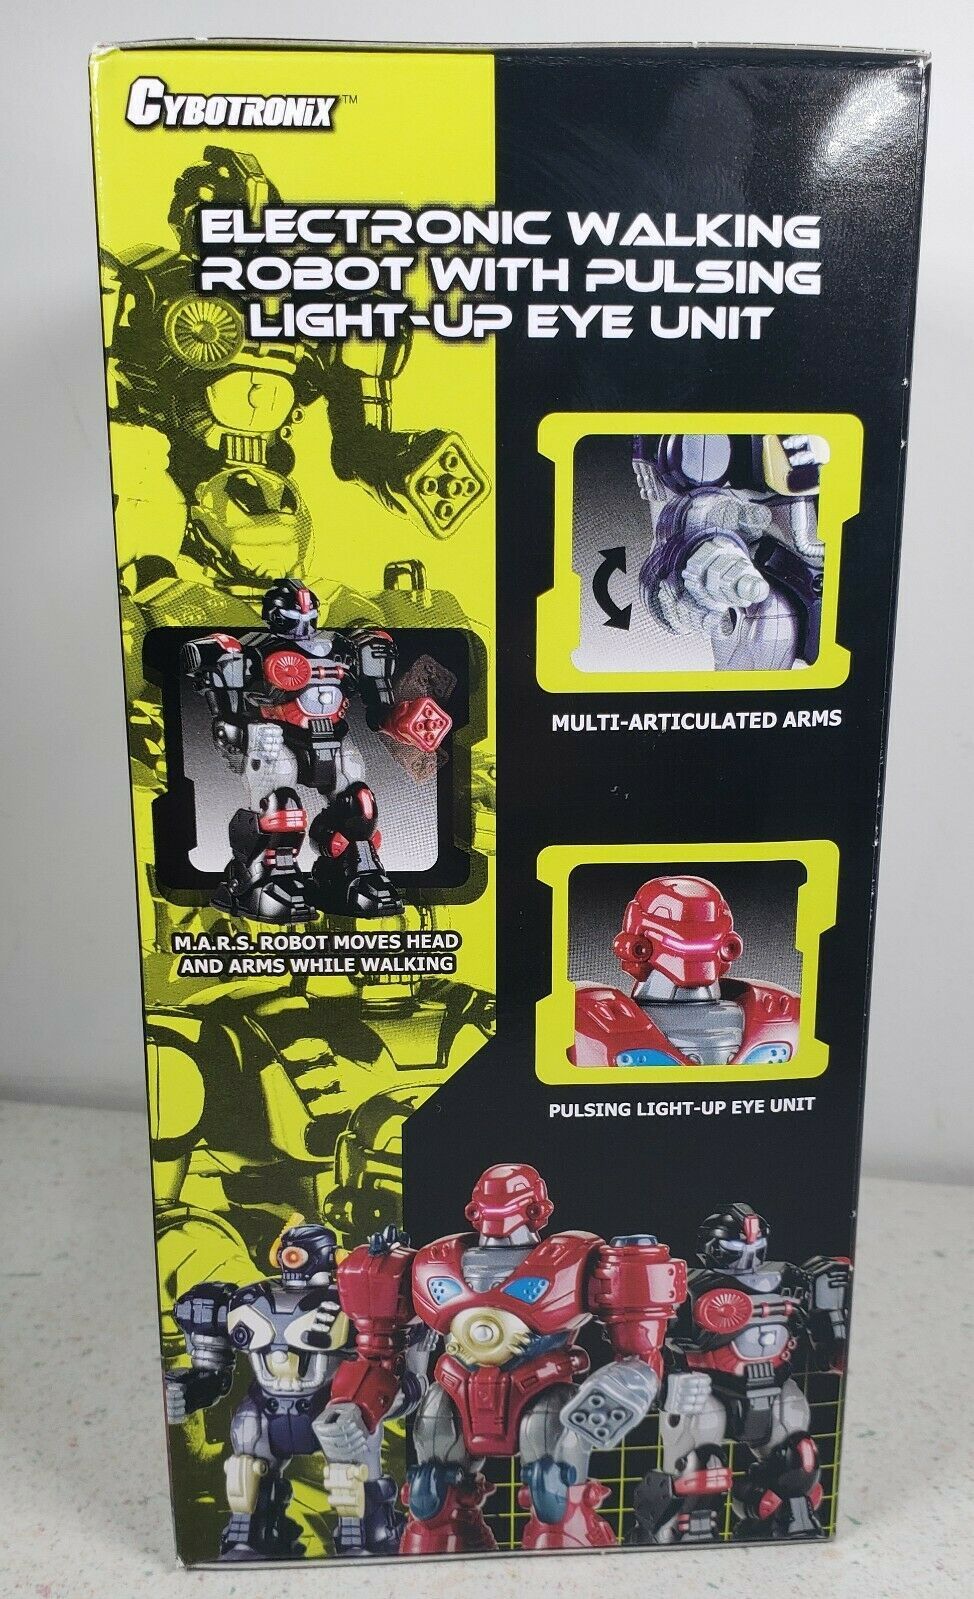 CYBOTRONIX™
ELECTRONIC WALKING
ROBOT WITH PULSING
LIGHT-UP EYE UNIT
MULTI-ARTICULATED ARMS
M.A.R.S. ROBOT MOVES HEAD
AND ARMS WHILE WALKING
PULSING LIGHT-UP EYE UNIT